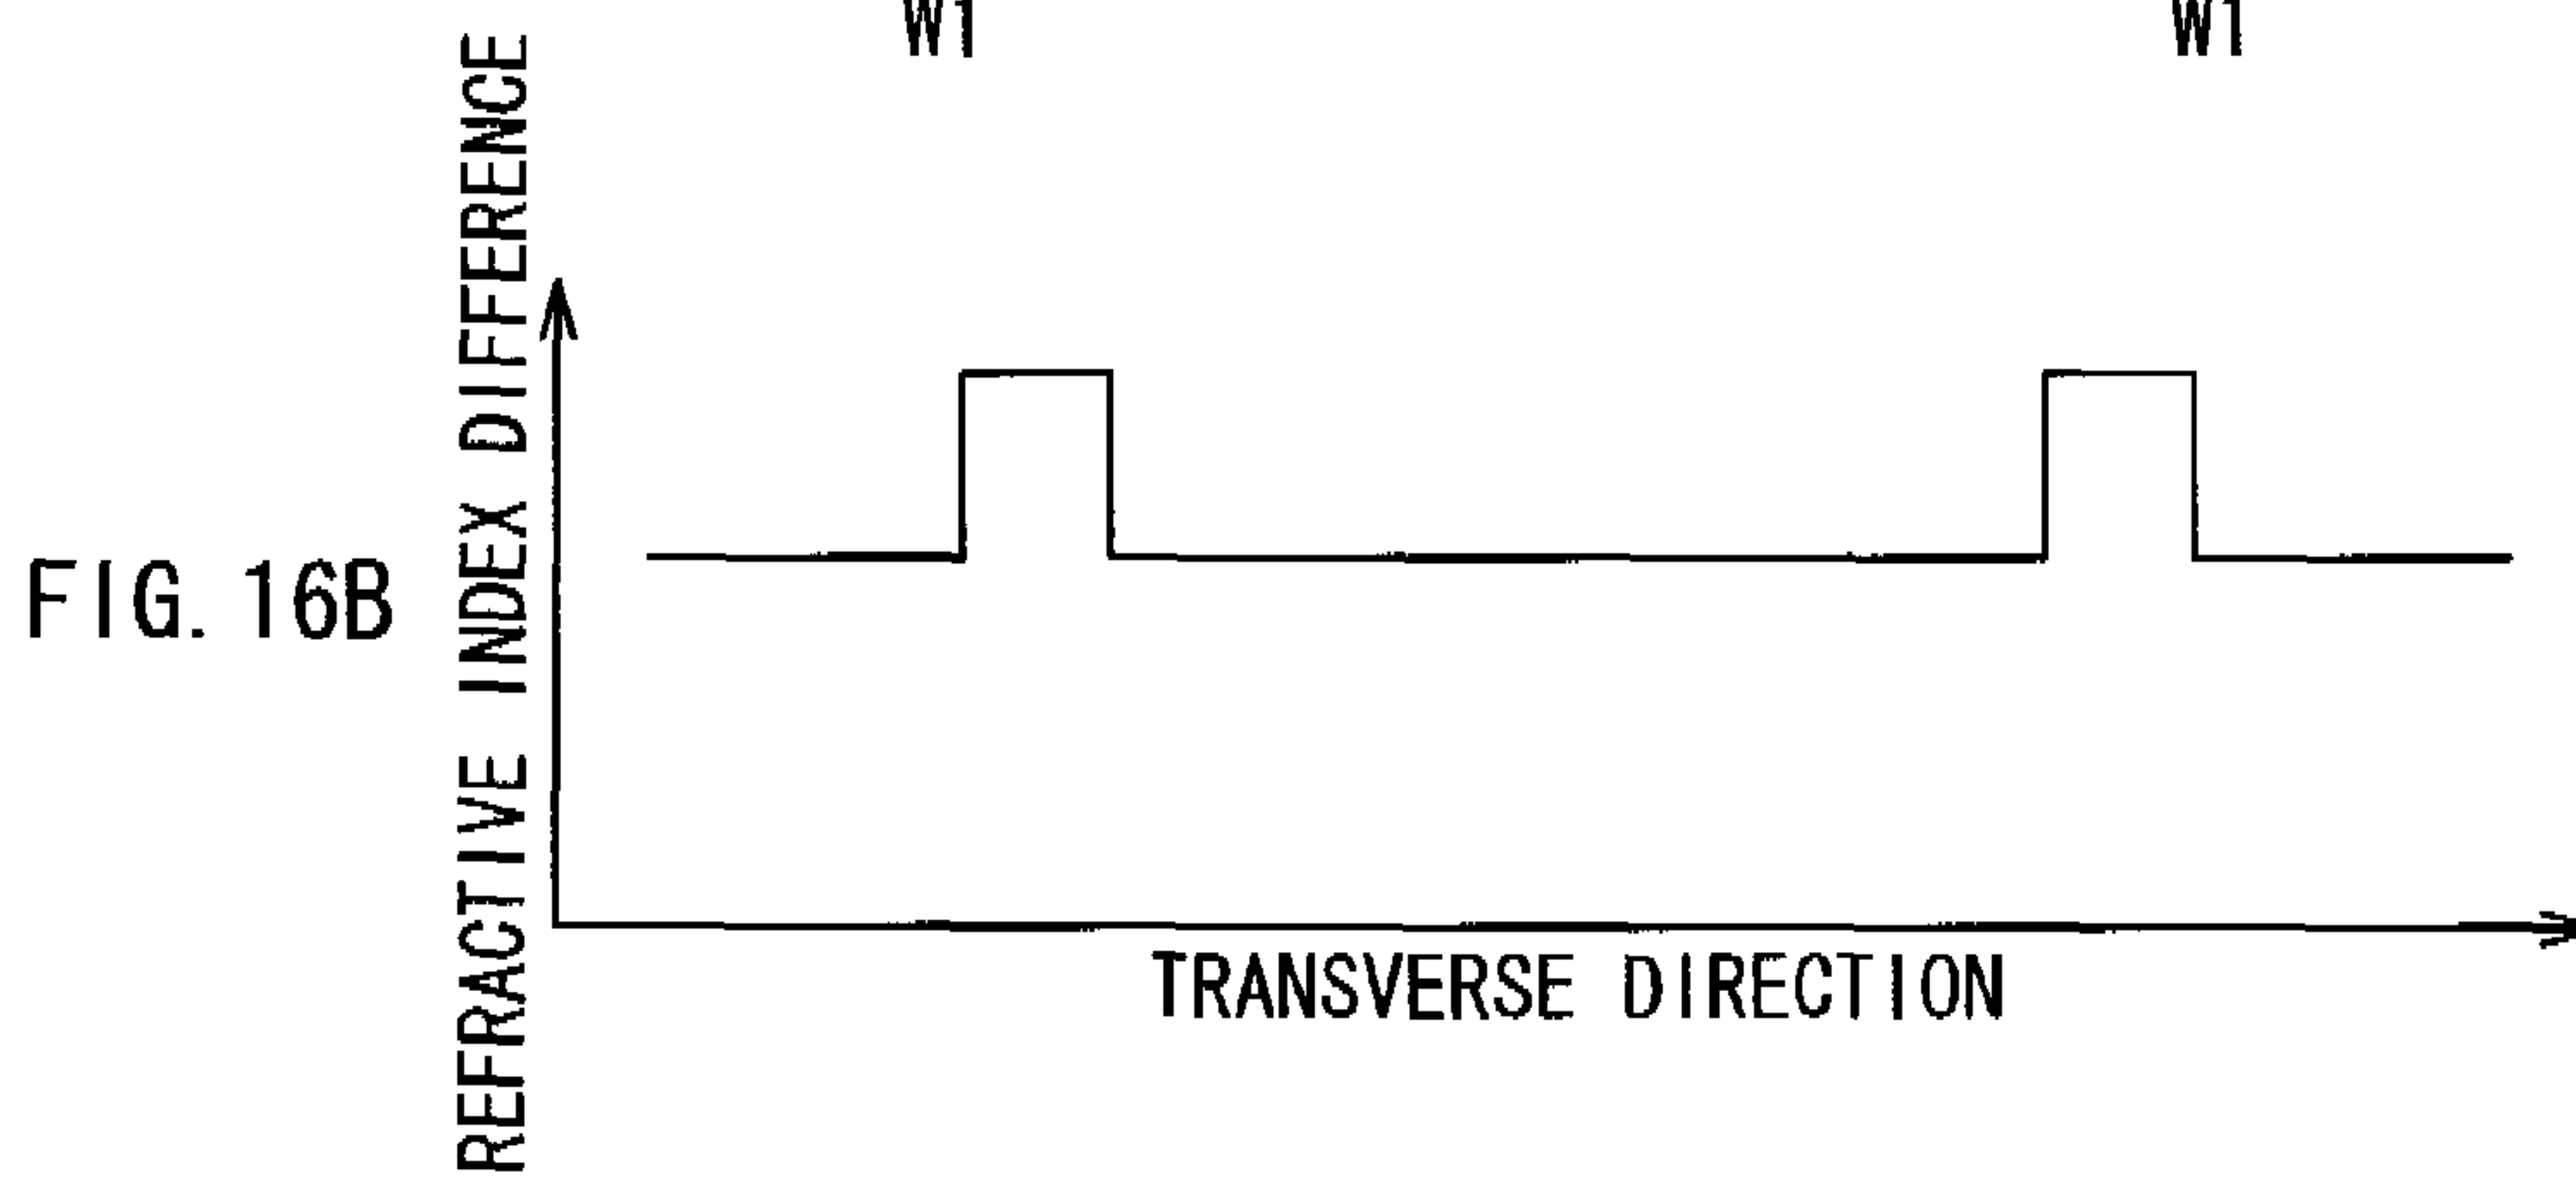 W1 W1
REFRACTIVE INDEX DIFFERENCE
FIG. 16B
TRANSVERSE DIRECTION